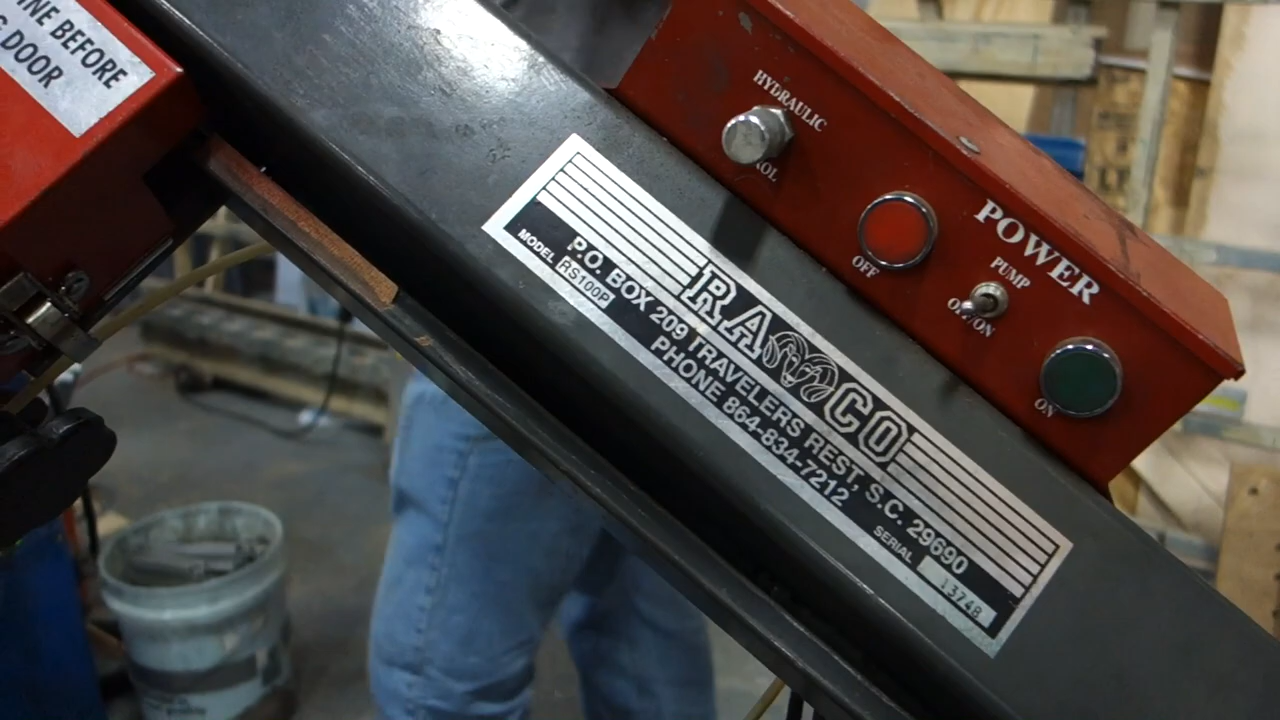 NE BEFORE
DOOR
HYDRAULIC
OFF
POWER
PUMP
ON
RAMCO
P.O. BOX 209 TRAVELERS REST, S.C. 29690
MODEL RS100P PHONE 864-834-7212 SERIAL 13748